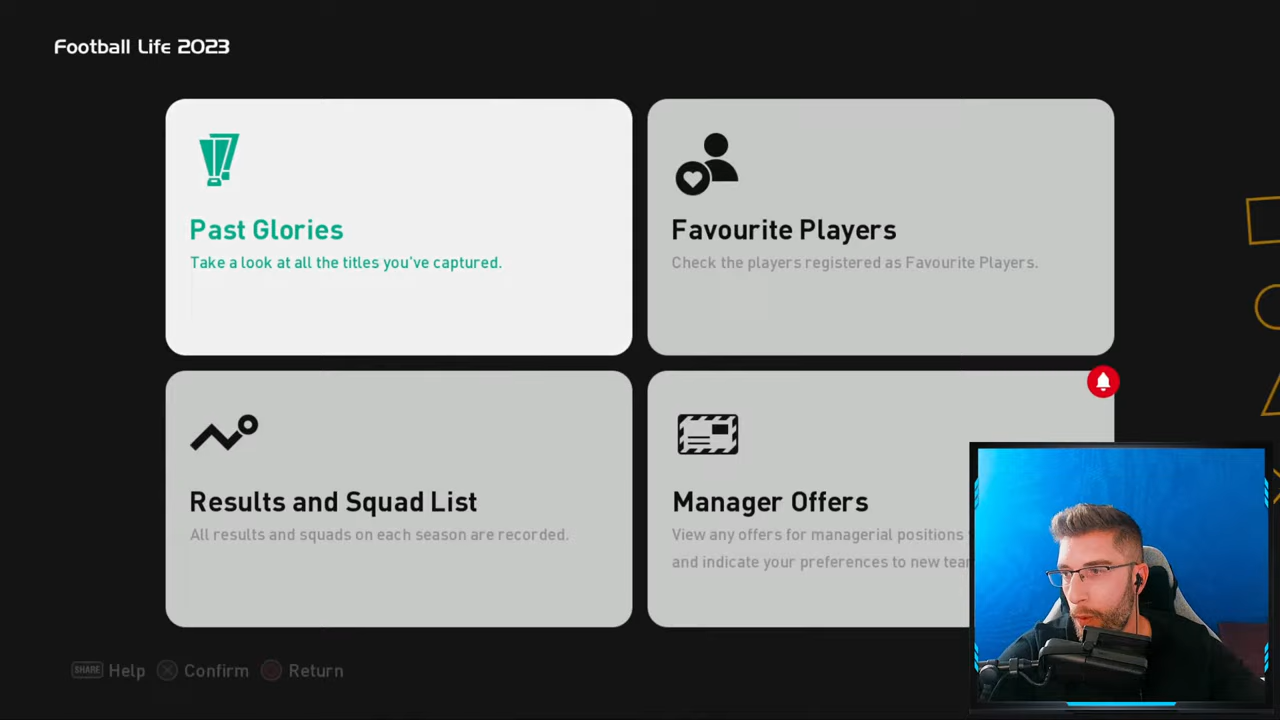 Football Life 2023
Past Glories
Take a look at all the titles you've captured.
Favourite Players
Check the players registered as Favourite Players.
Results and Squad List
All results and squads on each season are recorded.
Manager Offers
View any offers for managerial positions
and indicate your preferences to new
SHARE Help Confirm Return